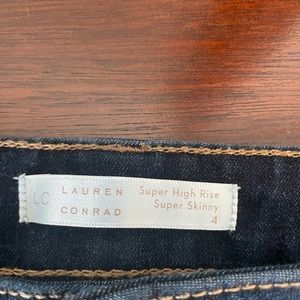 LC
LAUREN
CONRAD
Super High Rise
Super Skinny
4